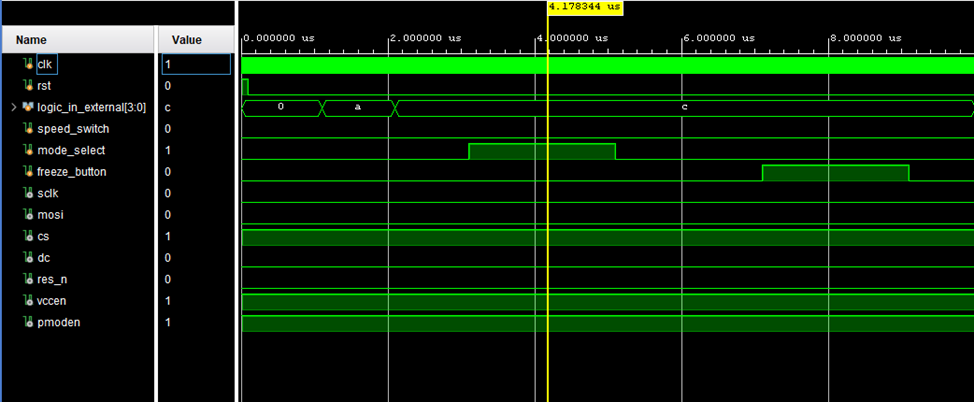 4.178344 us
Name Value 0.000000 us 2.000000 us 4.000000 us 6.000000 us 8.000000 us
clk 1
rst 0
logic_in_external[3:0] c 0 a c
speed_switch 0
mode_select 1
freeze_button 0
sclk 0
mosi 0
cs 1
dc 0
res_n 0
vccen 1
pmoden 1